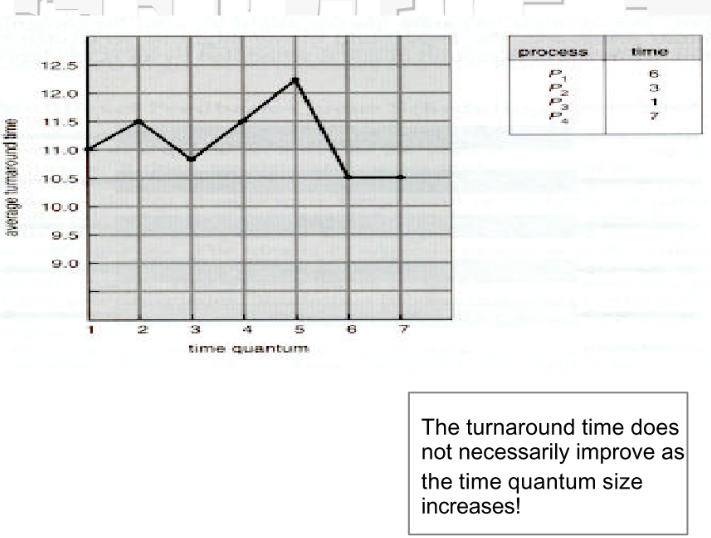 process time
P1 6
P2 3
P3 1
P4 7
average turnaround time
12.5
12.0
11.5
11.0
10.5
10.0
9.5
9.0
1 2 3 4 5 6 7
time quantum
The turnaround time does
not necessarily improve as
the time quantum size
increases!